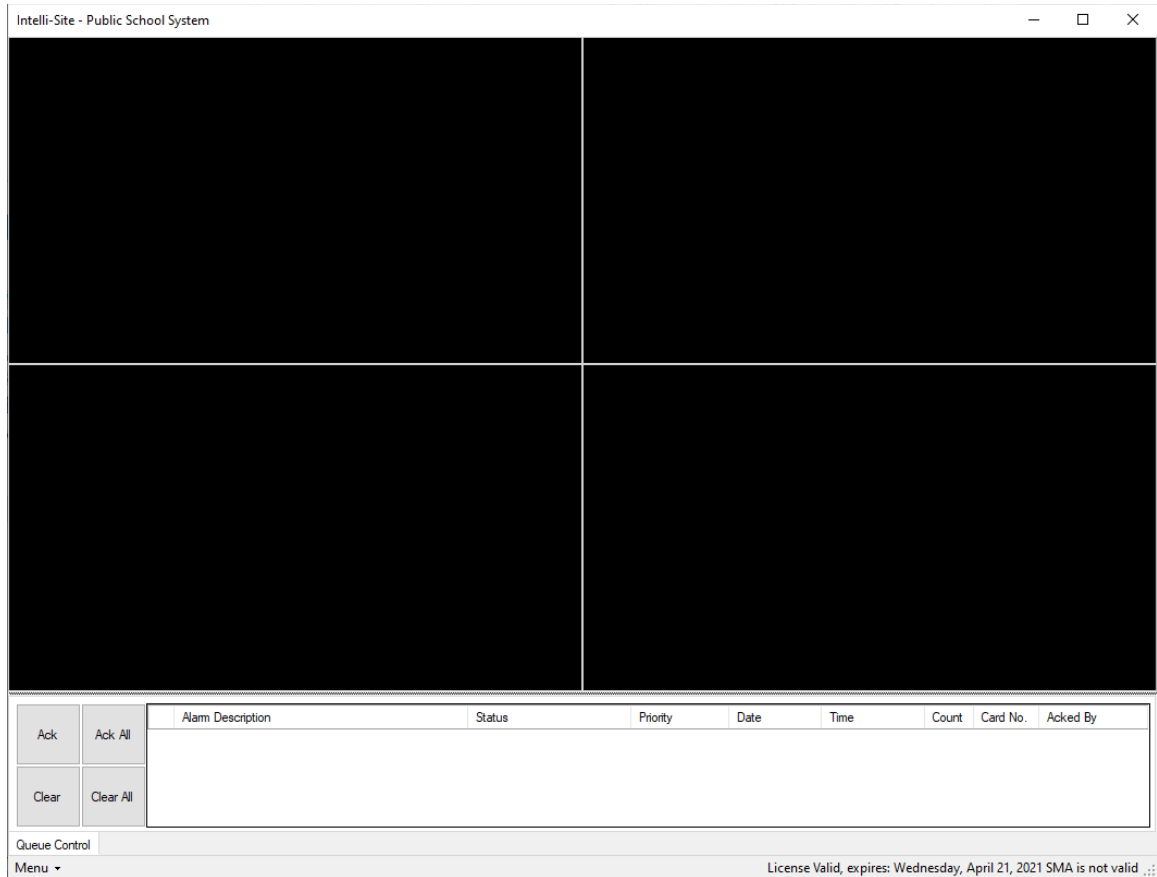 Intelli-Site - Public School System
Ack
Ack All
Alarm Description Status Priority Date Time Count Card No. Acked By
Clear
Clear All
Queue Control
Menu
License Valid, expires: Wednesday, April 21, 2021 SMA is not valid